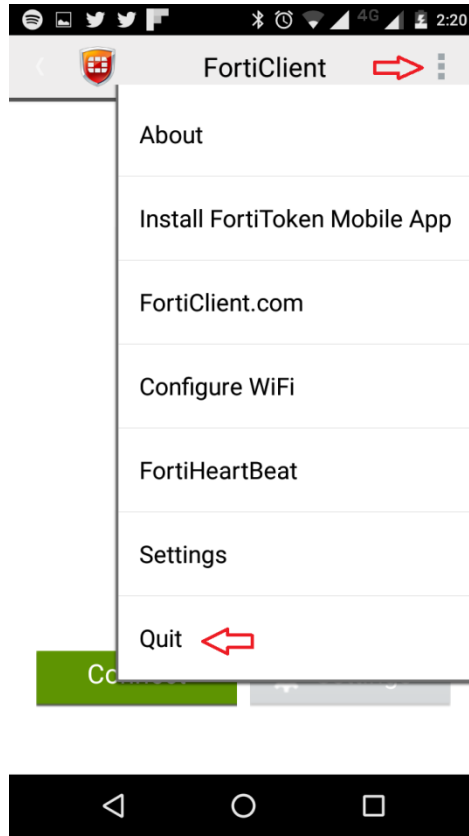 4G 2:20
FortiClient
About
Install FortiToken Mobile App
FortiClient.com
Configure WiFi
FortiHeartBeat
Settings
Quit